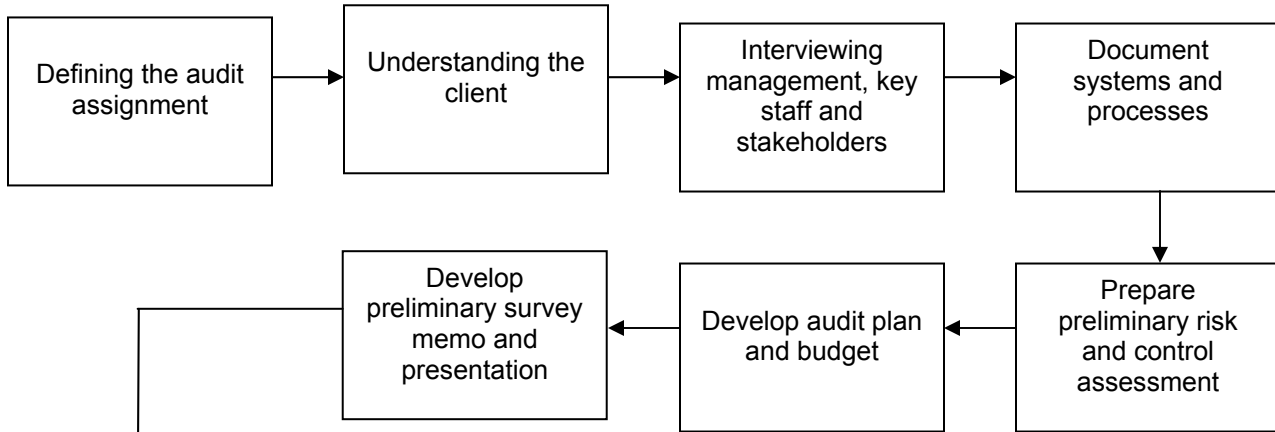 Defining the audit
assignment
Understanding the
client
Interviewing
management, key
staff and
stakeholders
Document
systems and
processes
Prepare
preliminary risk
and control
assessment
Develop audit plan
and budget
Develop
preliminary survey
memo and
presentation